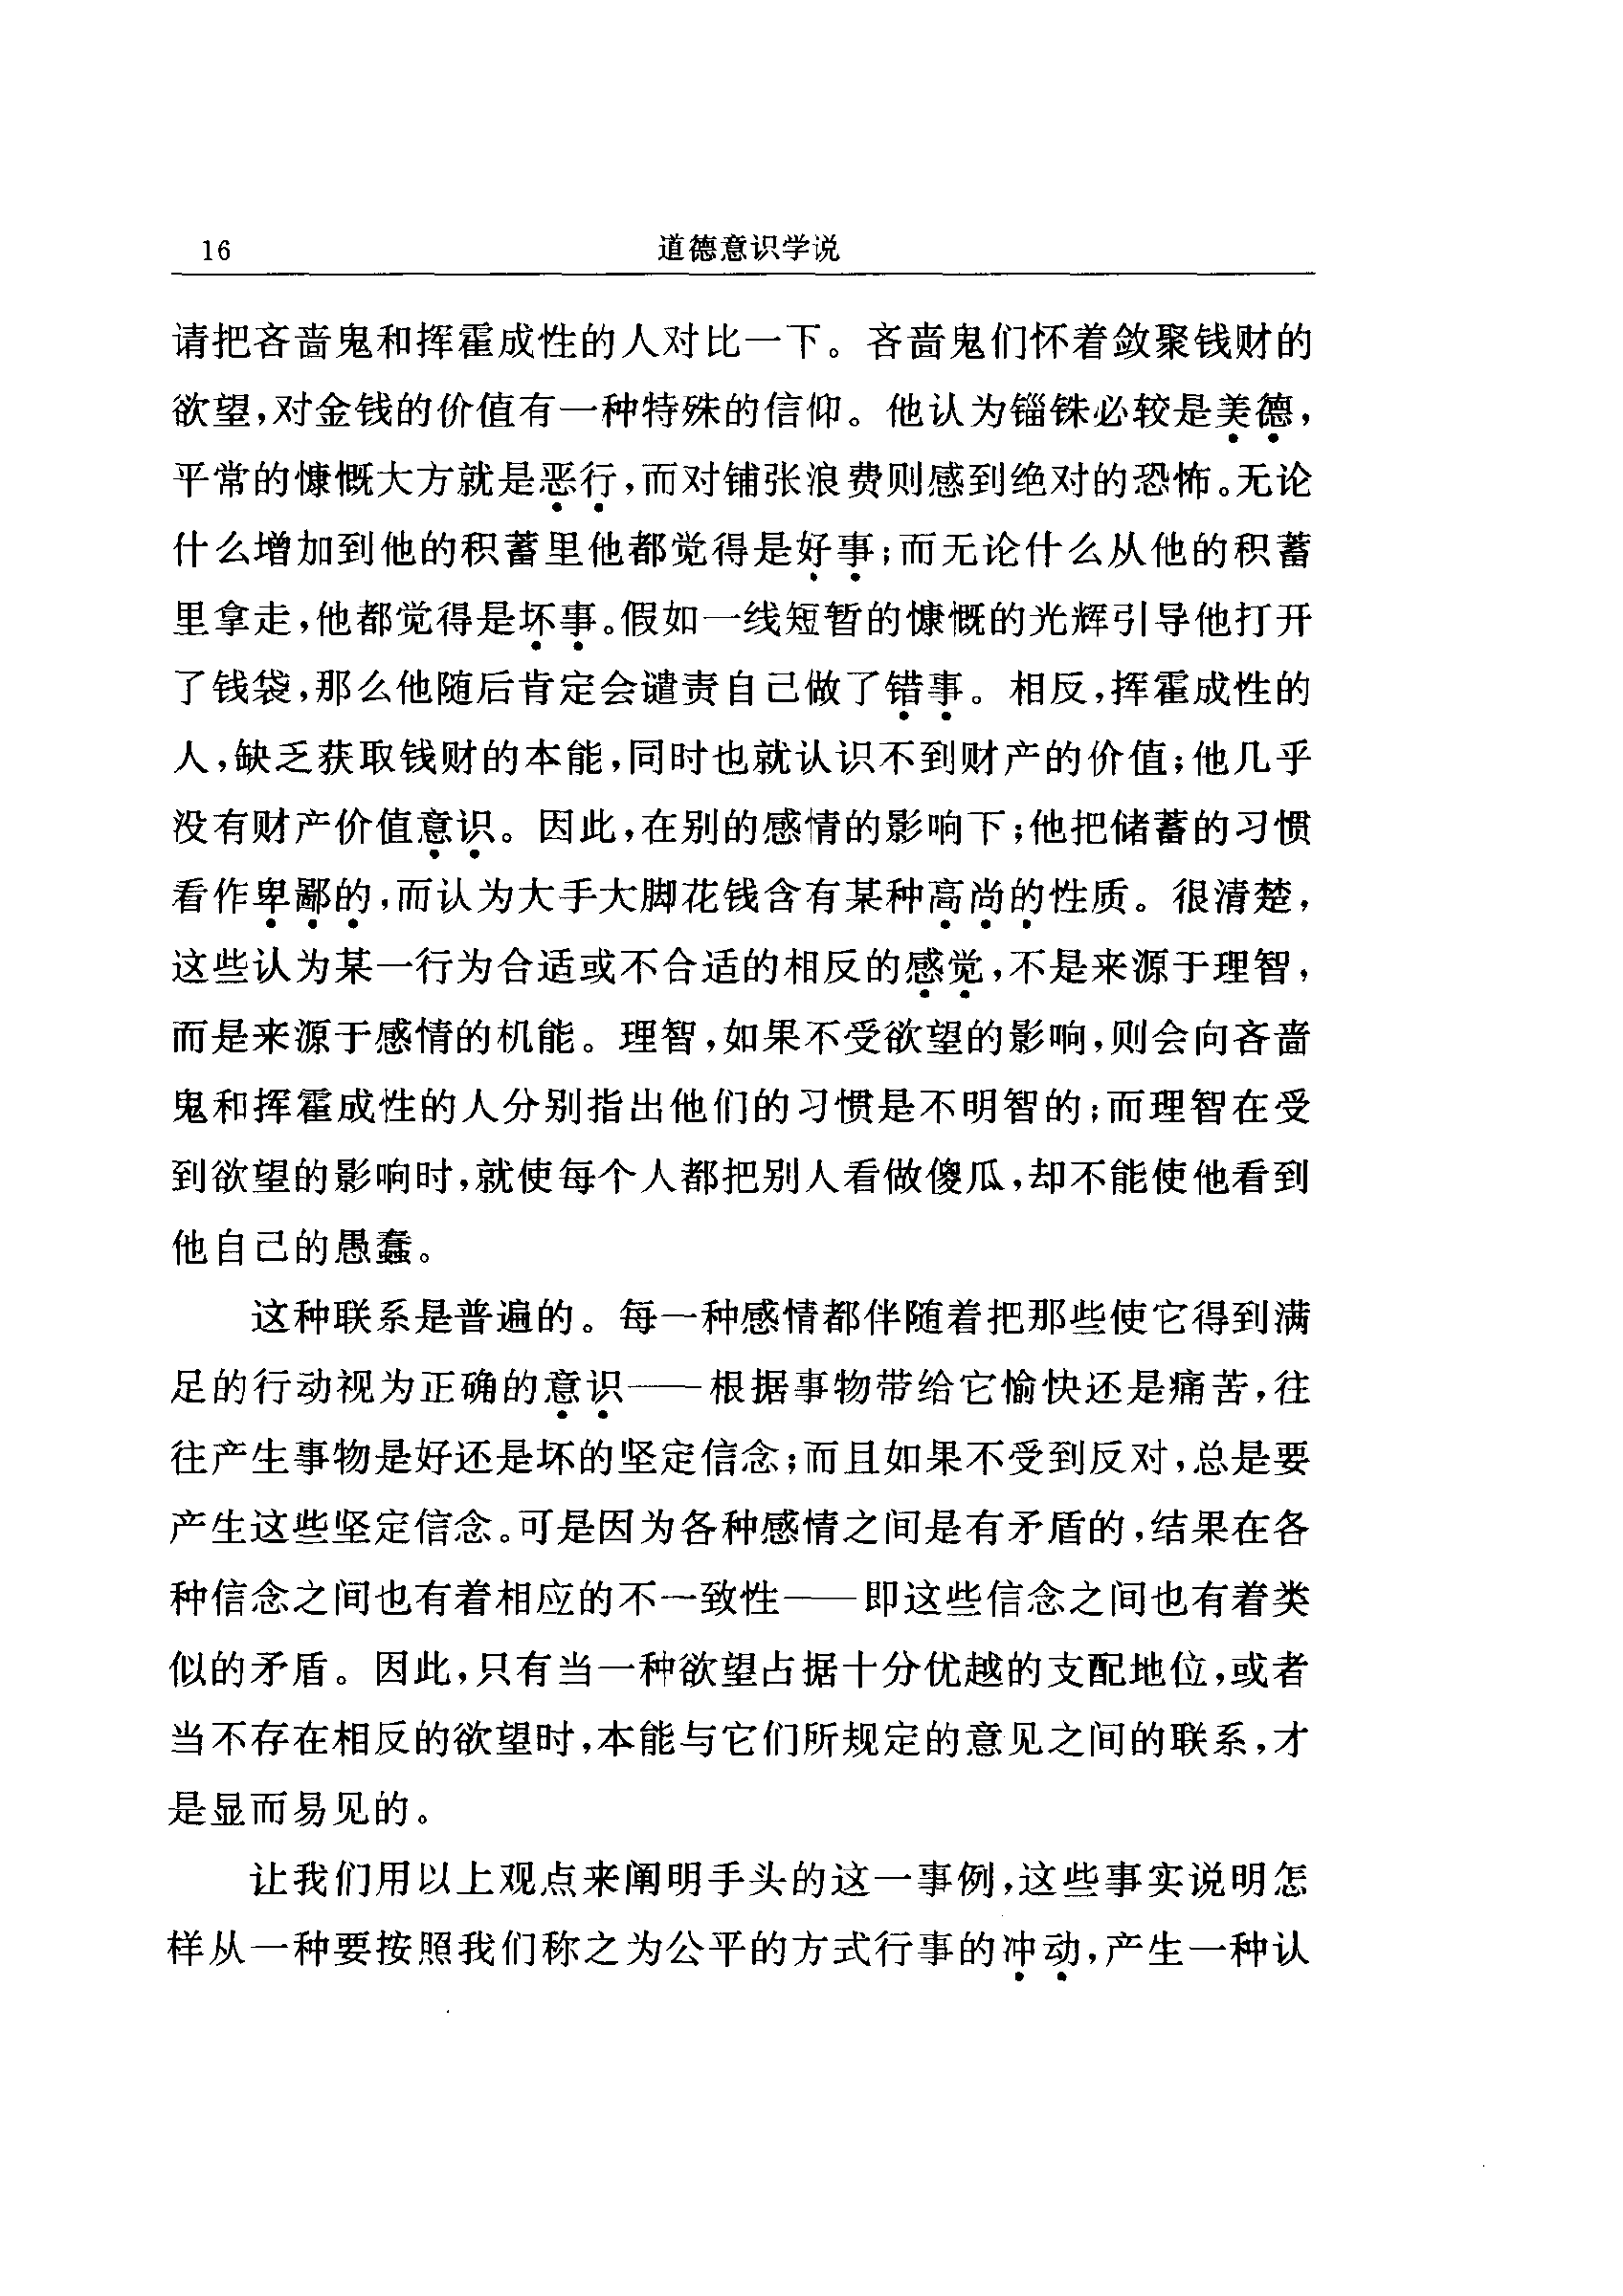 16 道德意识学说
请把吝啬鬼和挥霍成性的人对比一下。吝啬鬼们怀着敛聚钱财的
欲望,对金钱的价值有一种特殊的信仰。他认为锱铢必较是美德,
平常的慷慨大方就是恶行,而对铺张浪费则感到绝对的恐怖。无论
什么增加到他的积蓄里他都觉得是好事;而无论什么从他的积蓄
里拿走,他都觉得是坏事。假如一线短暂的慷慨的光辉引导他打开
了钱袋,那么他随后肯定会谴责自己做了错事。相反,挥霍成性的
人,缺乏获取钱财的本能,同时也就认识不到财产的价值;他几乎
没有财产价值意识。因此,在别的感情的影响下;他把储蓄的习惯
看作卑鄙的,而认为大手大脚花钱含有某种高尚的性质。很清楚,
这些认为某一行为合适或不合适的相反的感觉,不是来源于理智,
而是来源于感情的机能。理智,如果不受欲望的影响,则会向吝啬
鬼和挥霍成性的人分别指出他们的习惯是不明智的;而理智在受
到欲望的影响时,就使每个人都把别人看做傻瓜,却不能使他看到
他自己的愚蠢。
这种联系是普遍的。每一种感情都伴随着把那些使它得到满
足的行动视为正确的意识——根据事物带给它愉快还是痛苦,往
往产生事物是好还是坏的坚定信念;而且如果不受到反对,总是要
产生这些坚定信念。可是因为各种感情之间是有矛盾的,结果在各
种信念之间也有着相应的不一致性——即这些信念之间也有着类
似的矛盾。因此,只有当一种欲望占据十分优越的支配地位,或者
当不存在相反的欲望时,本能与它们所规定的意见之间的联系,才
是显而易见的。
让我们用以上观点来阐明手头的这一事例,这些事实说明怎
样从一种要按照我们称之为公平的方式行事的冲动,产生一种认